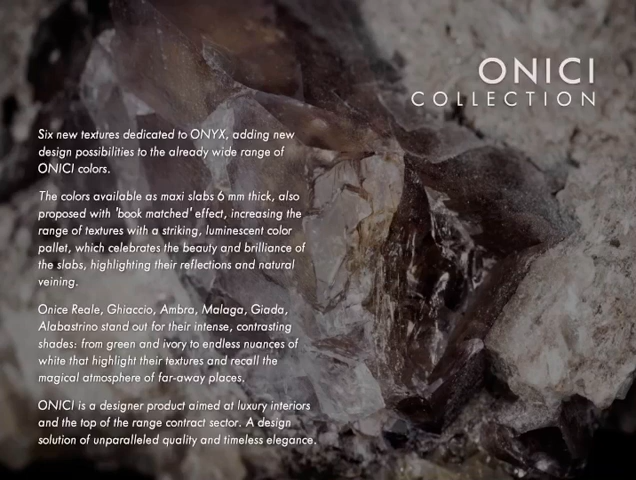 ONICI
COLLECTION
Six new textures dedicated to ONYX, adding new
design possibilities to the already wide range of
ONICI colors.
The colors available as maxi slabs 6 mm thick, also
proposed with 'book matched' effect, increasing the
range of textures with a striking, luminescent color
pallet, which celebrates the beauty and brilliance of
the slabs, highlighting their reflections and natural
veining.
Onice Reale, Ghiaccio, Ambra, Malaga, Giada,
Alabastrino stand out for their intense, contrasting
shades: from green and ivory to endless nuances of
white that highlight their textures and recall the
magical atmosphere of far-away places.
ONICI is a designer product aimed at luxury interiors
and the top of the range contract sector. A design
solution of unparalleled quality and timeless elegance.